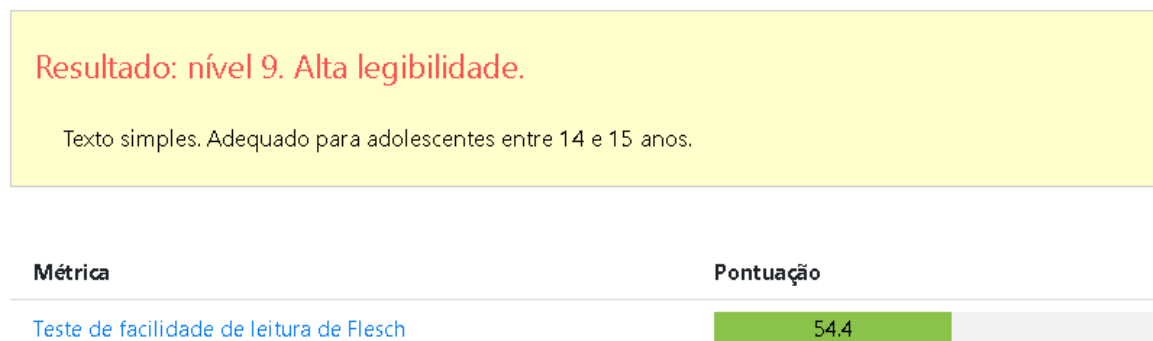 Resultado: nível 9. Alta legibilidade.
Texto simples. Adequado para adolescentes entre 14 e 15 anos.
Métrica Pontuação
Teste de facilidade de leitura de Flesch 54.4